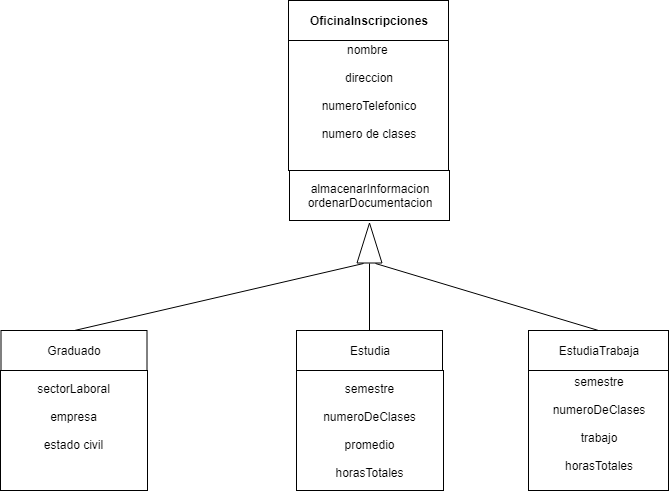 OficinaInscripciones
nombre
direccion
numeroTelefonico
numero de clases
almacenarInformacion
ordenarDocumentacion
Graduado
sectorLaboral
empresa
estado civil
Estudia
semestre
numeroDeClases
promedio
horasTotales
EstudiaTrabaja
semestre
numeroDeClases
trabajo
horasTotales